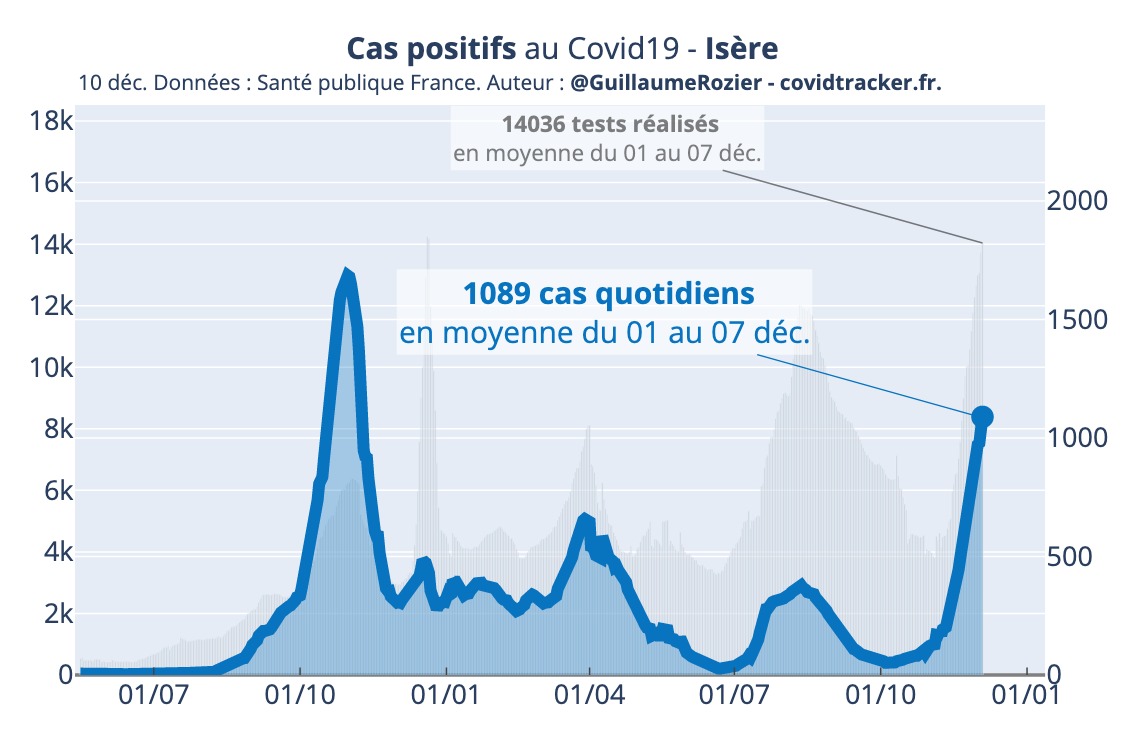 Cas positifs au Covid19 - Isère
10 déc. Données : Santé publique France. Auteur : @GuillaumeRozier - covidtracker.fr.
18k
14036 tests réalisés
en moyenne du 01 au 07 déc.
16k
2000
14k
1089 cas quotidiens
12k
1500
en moyenne du 01 au 07 déc.
10k
8k
1000
6k
4k
500
2k
0
0
01/07
01/10
01/01
01/04
01/07
01/10
01/01